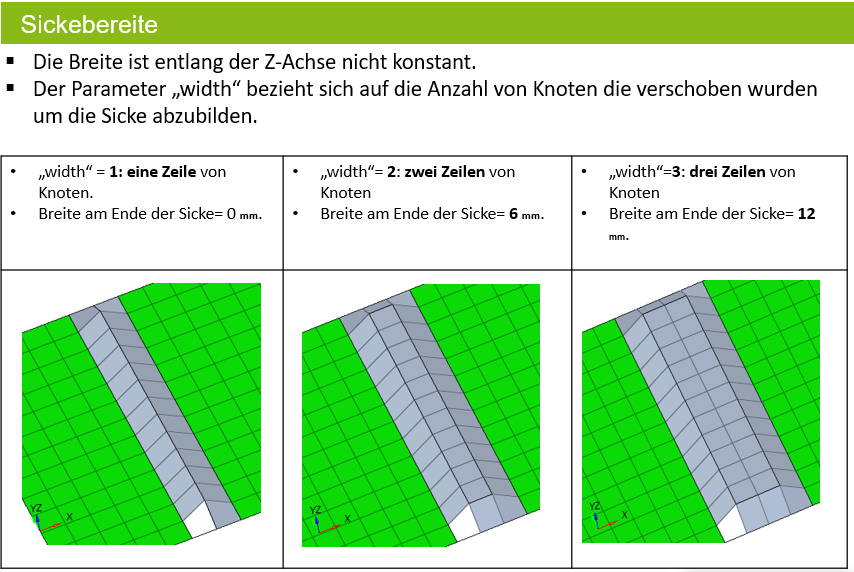 Sickebereite
▪ Die Breite ist entlang der Z-Achse nicht konstant.
▪ Der Parameter „width“ bezieht sich auf die Anzahl von Knoten die verschoben wurden
um die Sicke abzubilden.
• „width“ = 1: eine Zeile von
Knoten.
• Breite am Ende der Sicke= 0 mm.
• „width“= 2: zwei Zeilen von
Knoten
• Breite am Ende der Sicke= 6 mm.
• „width“=3: drei Zeilen von
Knoten
• Breite am Ende der Sicke= 12
mm.
YZ X
YZ X
YZ X